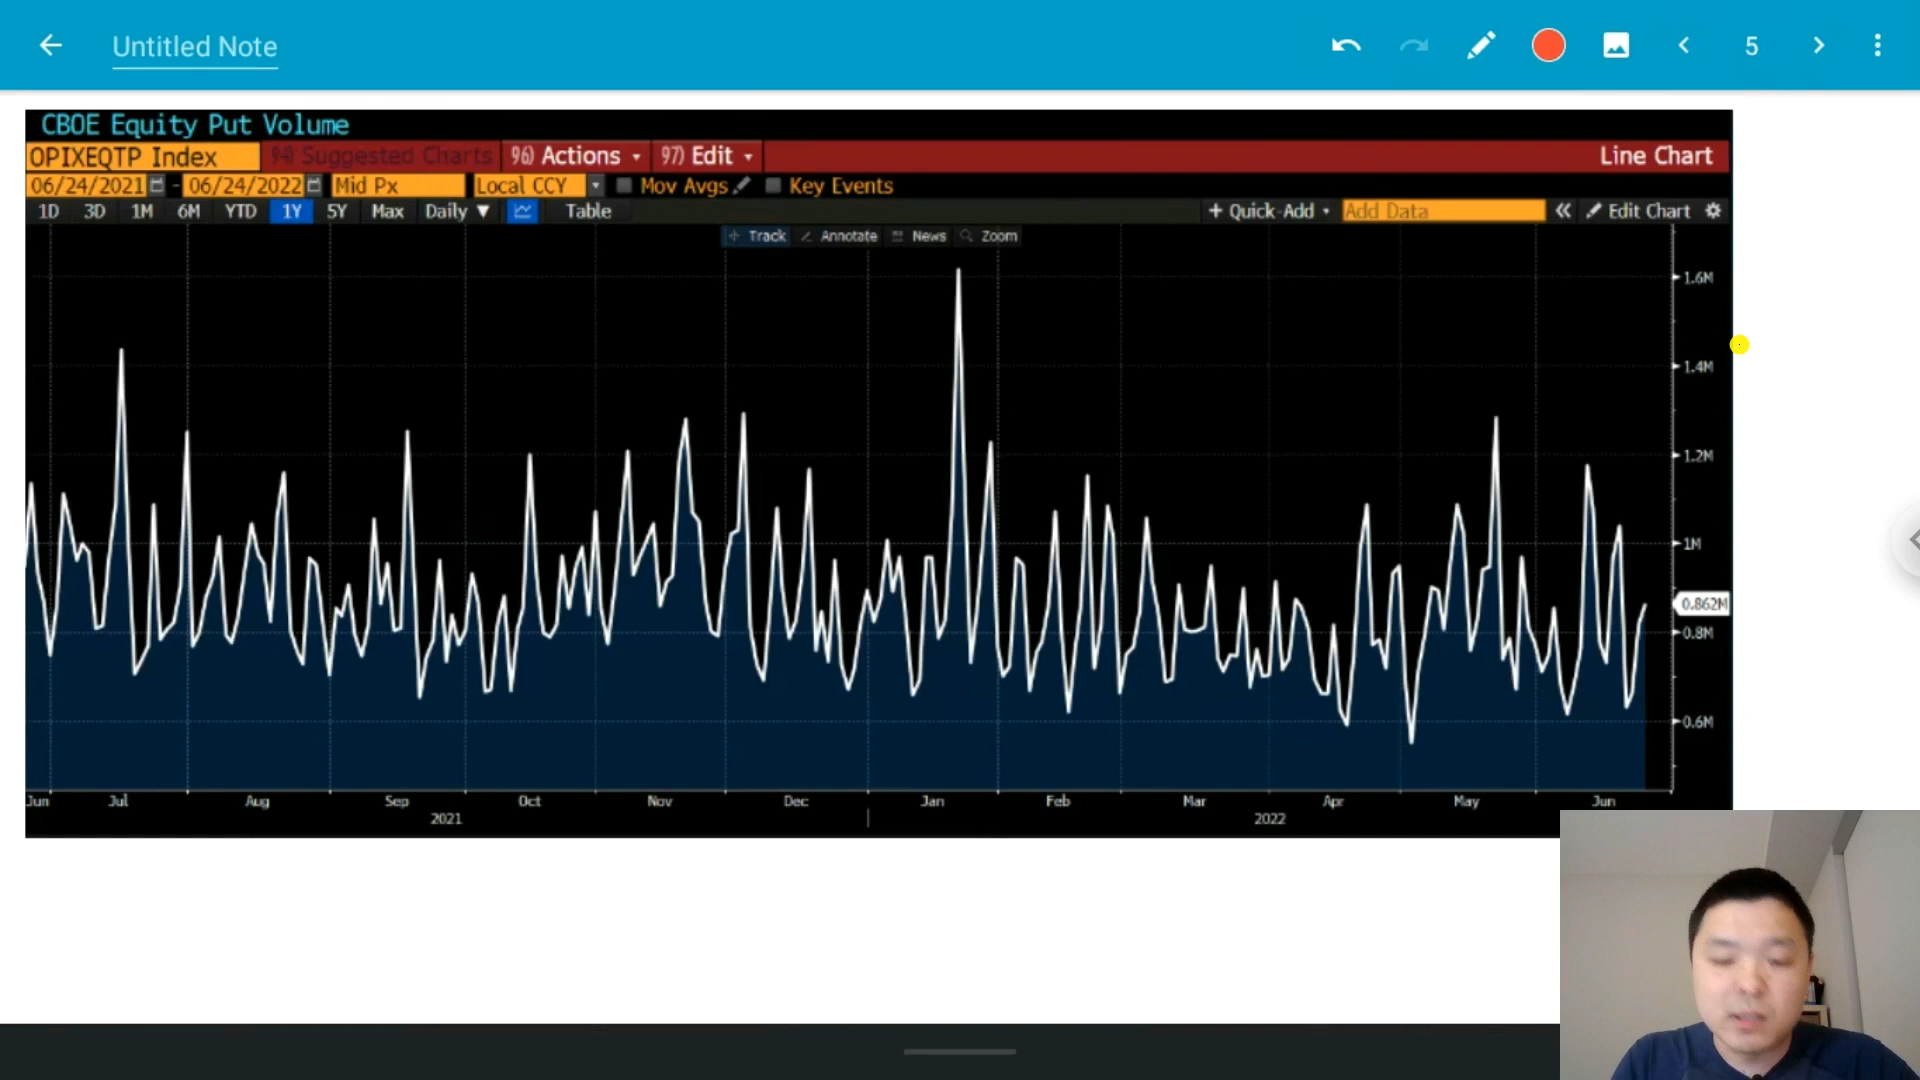 Untitled Note
5
CBOE Equity Put Volume
OPIXEQTP Index 94) Suggested Charts 96) Actions 97) Edit Line Chart
06/24/2021 - 06/24/2022 Mid Px Local CCY Mov Avgs Key Events
1D 3D 1M 6M YTD 1Y 5Y Max Daily Table + Quick-Add Add Data « Edit Chart
Track Annotate News Zoom
1.6M
1.4M
1.2M
1M
0.862M
0.8M
0.6M
Jun Jul Aug Sep Oct Nov Dec Jan Feb Mar Apr May Jun
2021 2022